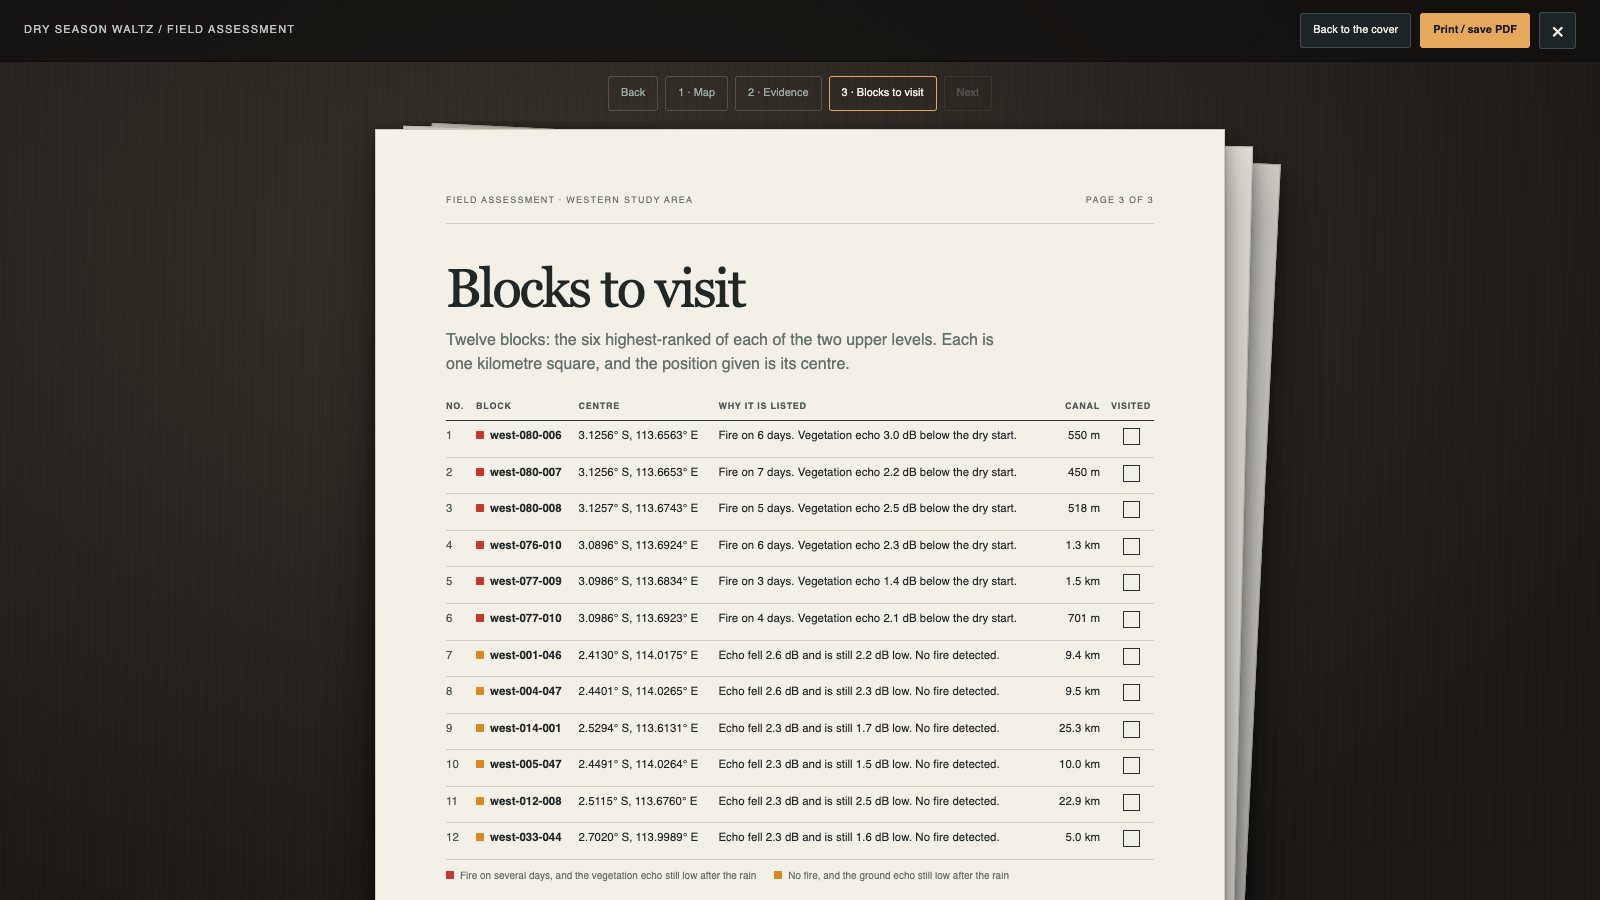 DRY SEASON WALTZ / FIELD ASSESSMENT
Back to the cover
Print / save PDF
×
Back
1 · Map
2 · Evidence
3 · Blocks to visit
Next
FIELD ASSESSMENT · WESTERN STUDY AREA
PAGE 3 OF 3
Blocks to visit
Twelve blocks: the six highest-ranked of each of the two upper levels. Each is
one kilometre square, and the position given is its centre.
NO. BLOCK CENTRE WHY IT IS LISTED CANAL VISITED
1 west-080-006 3.1256° S, 113.6563° E Fire on 6 days. Vegetation echo 3.0 dB below the dry start. 550 m
2 west-080-007 3.1256° S, 113.6653° E Fire on 7 days. Vegetation echo 2.2 dB below the dry start. 450 m
3 west-080-008 3.1257° S, 113.6743° E Fire on 5 days. Vegetation echo 2.5 dB below the dry start. 518 m
4 west-076-010 3.0896° S, 113.6924° E Fire on 6 days. Vegetation echo 2.3 dB below the dry start. 1.3 km
5 west-077-009 3.0986° S, 113.6834° E Fire on 3 days. Vegetation echo 1.4 dB below the dry start. 1.5 km
6 west-077-010 3.0986° S, 113.6923° E Fire on 4 days. Vegetation echo 2.1 dB below the dry start. 701 m
7 west-001-046 2.4130° S, 114.0175° E Echo fell 2.6 dB and is still 2.2 dB low. No fire detected. 9.4 km
8 west-004-047 2.4401° S, 114.0265° E Echo fell 2.6 dB and is still 2.3 dB low. No fire detected. 9.5 km
9 west-014-001 2.5294° S, 113.6131° E Echo fell 2.3 dB and is still 1.7 dB low. No fire detected. 25.3 km
10 west-005-047 2.4491° S, 114.0264° E Echo fell 2.3 dB and is still 1.5 dB low. No fire detected. 10.0 km
11 west-012-008 2.5115° S, 113.6760° E Echo fell 2.3 dB and is still 2.5 dB low. No fire detected. 22.9 km
12 west-033-044 2.7020° S, 113.9989° E Echo fell 2.3 dB and is still 1.6 dB low. No fire detected. 5.0 km
Fire on several days, and the vegetation echo still low after the rain
No fire, and the ground echo still low after the rain